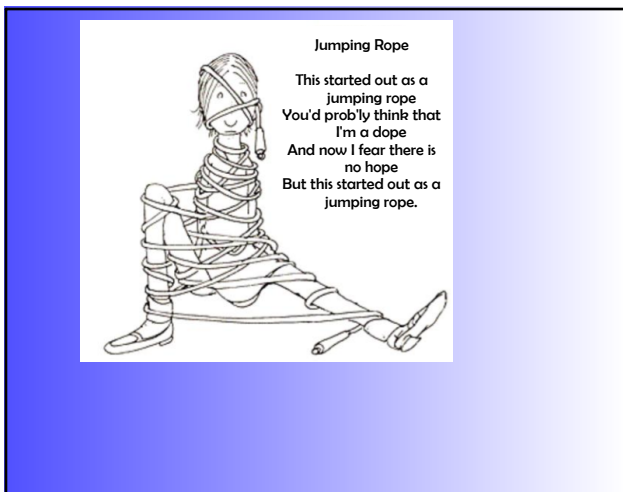 Jumping Rope
This started out as a
jumping rope
You'd prob'ly think that
I'm a dope
And now I fear there is
no hope
But this started out as a
jumping rope.